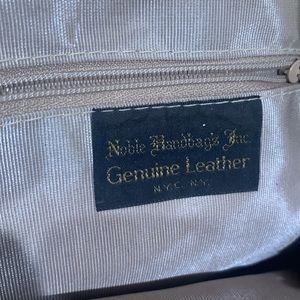 Noble Handbags Inc.
Genuine Leather
N.Y.C. N.Y.